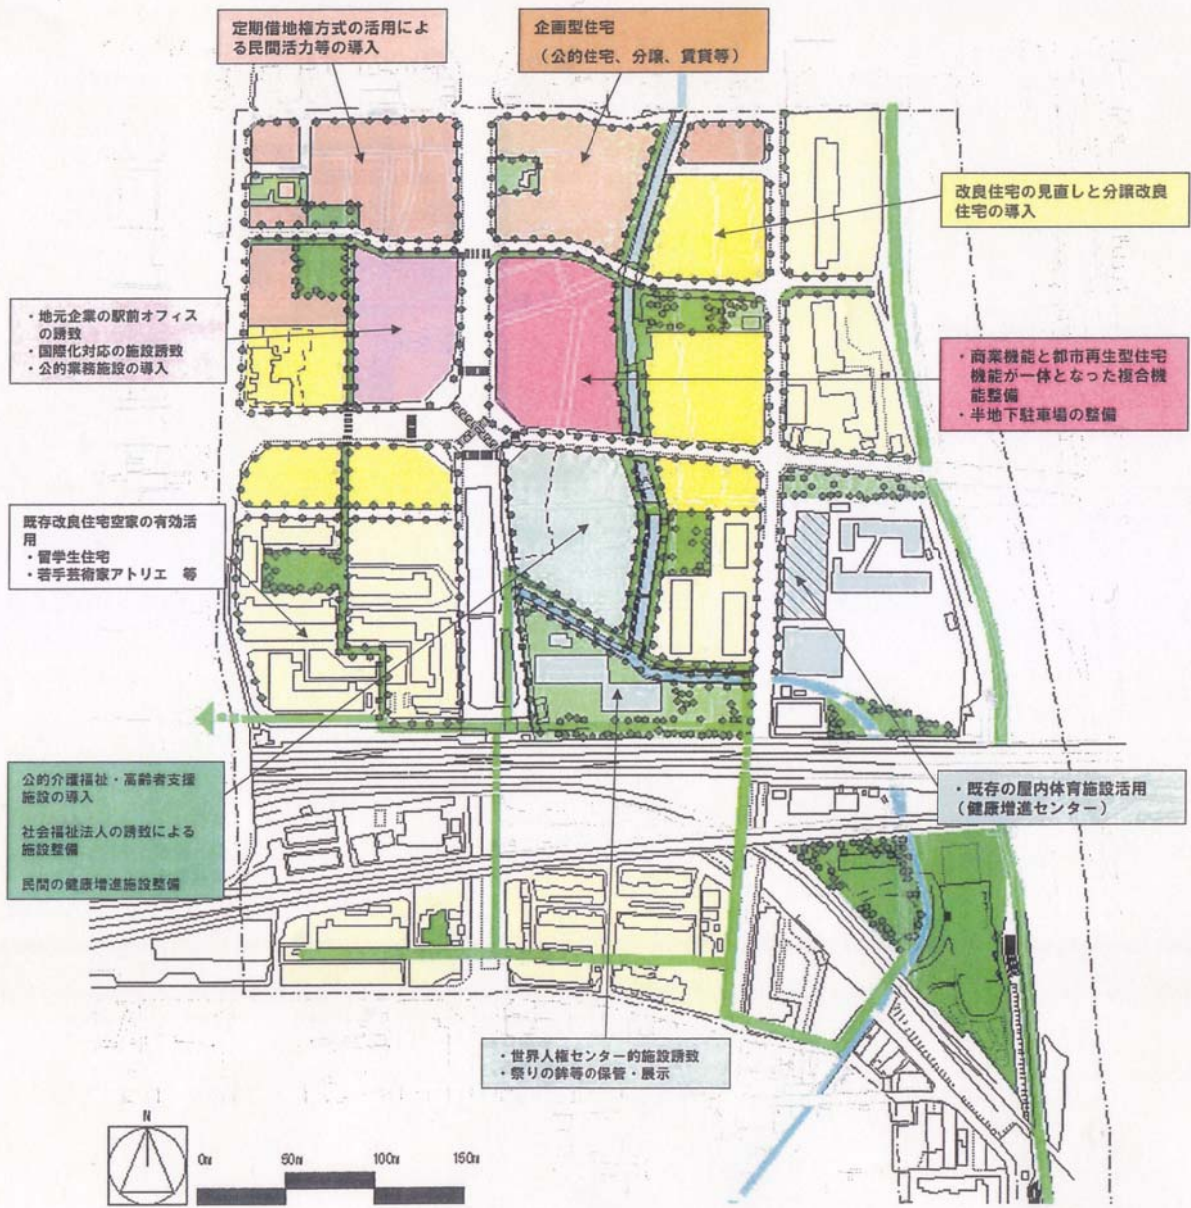 定期借地権方式の活用によ
る民間活力等の導入
企画型住宅
（公的住宅、分譲、賃貸等）
改良住宅の見直しと分譲改良
住宅の導入
・地元企業の駅前オフィス
の誘致
・国際化対応の施設誘致
・公的業務施設の導入
・商業機能と都市再生型住宅
機能が一体となった複合機
能整備
・半地下駐車場の整備
既存改良住宅空家の有効活
用
・留学生住宅
・若手芸術家アトリエ　等
公的介護福祉・高齢者支援
施設の導入
社会福祉法人の誘致による
施設整備
民間の健康増進施設整備
・既存の屋内体育施設活用
（健康増進センター）
・世界人権センター的施設誘致
・祭りの鉾等の保管・展示
N
0m 50m 100m 150m